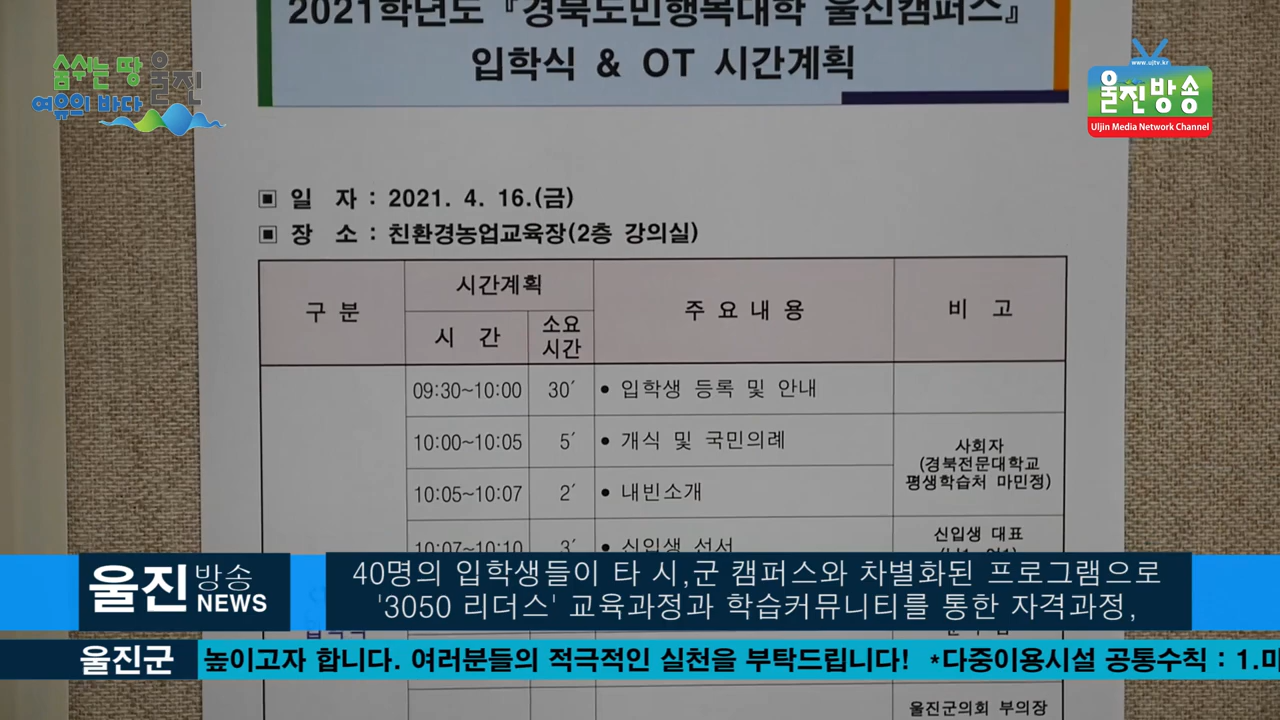 2021학년도 『경북도민행복대학 울진캠퍼스』
입학식 & OT 시간계획
숨쉬는 땅
여유의 바다
울진
www.ujtv.kr
울진방송
Uljin Media Network Channel
▣ 일 자 : 2021. 4. 16.(금)
▣ 장 소 : 친환경농업교육장(2층 강의실)
구 분
시간계획
주 요 내 용
비 고
시 간
소요
시간
09:30~10:00 30′ • 입학생 등록 및 안내
10:00~10:05 5′ • 개식 및 국민의례
10:05~10:07 2′ • 내빈소개
사회자
(경북전문대학교
평생학습처 마민정)
10:07~10:10 3′ • 신입생 선서
신입생 대표
울진 방송
NEWS
40명의 입학생들이 타 시,군 캠퍼스와 차별화된 프로그램으로
'3050 리더스' 교육과정과 학습커뮤니티를 통한 자격과정,
울진군
높이고자 합니다. 여러분들의 적극적인 실천을 부탁드립니다! *다중이용시설 공통수칙 : 1.마
울진군의회 부의장